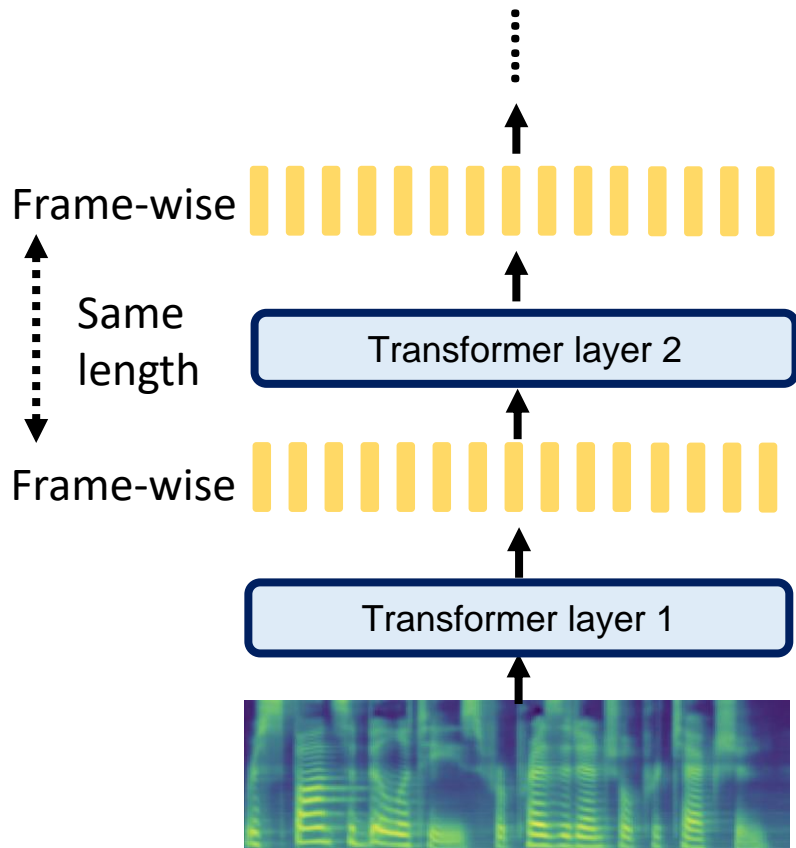 Frame-wise
Same
length
Transformer layer 2
Frame-wise
Transformer layer 1